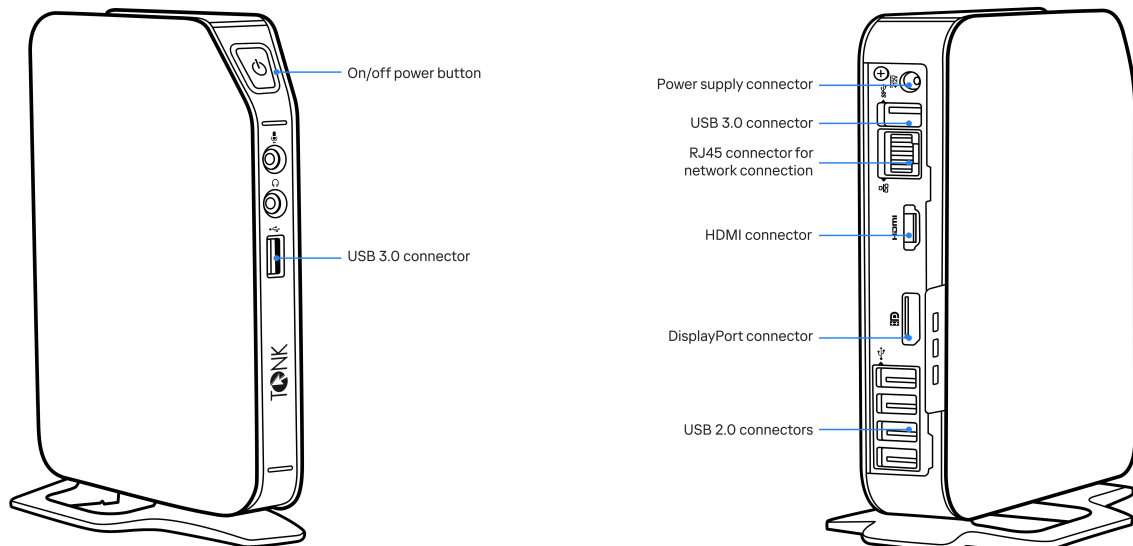 On/off power button
USB 3.0 connector
TONK
Power supply connector
USB 3.0 connector
RJ45 connector for
network connection
HDMI connector
HDMI
DisplayPort connector
USB 2.0 connectors